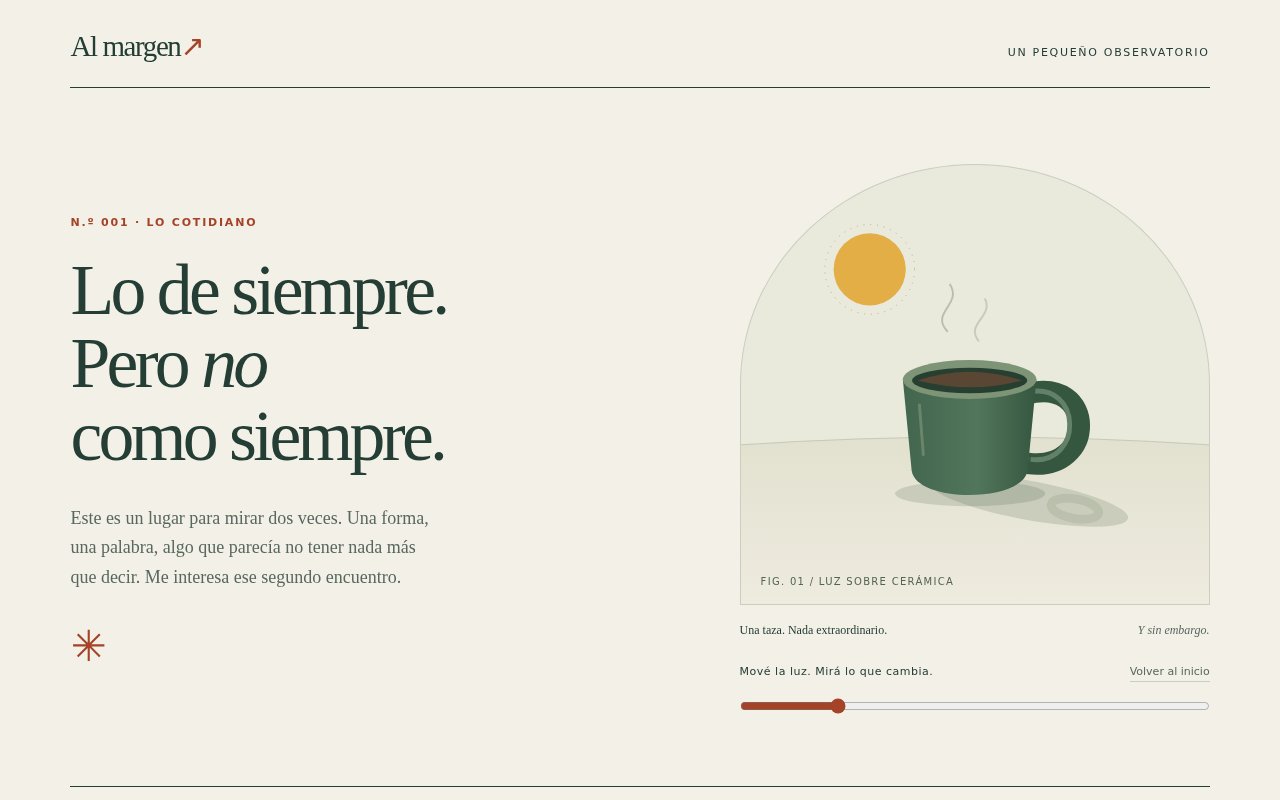 Al margen↗
UN PEQUEÑO OBSERVATORIO
N.º 001 · LO COTIDIANO
Lo de siempre.
Pero no
como siempre.
Este es un lugar para mirar dos veces. Una forma,
una palabra, algo que parecía no tener nada más
que decir. Me interesa ese segundo encuentro.
FIG. 01 / LUZ SOBRE CERÁMICA
Una taza. Nada extraordinario.
Y sin embargo.
Mové la luz. Mirá lo que cambia.
Volver al inicio